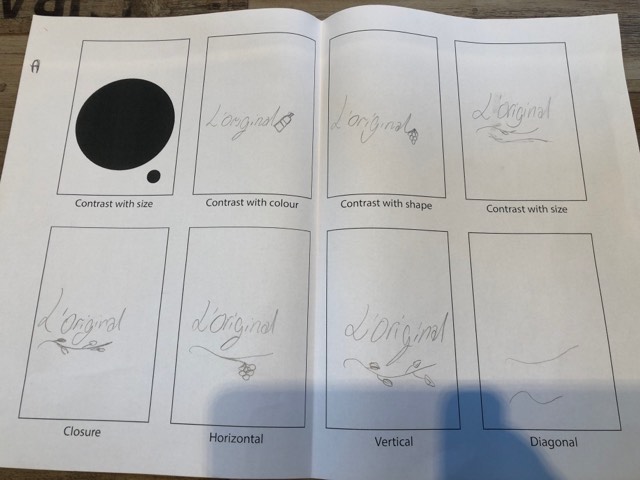 A
L'original
L'original
L'original
Contrast with size
Contrast with colour
Contrast with shape
Contrast with size
L'original
L'original
L'original
Closure
Horizontal
Vertical
Diagonal